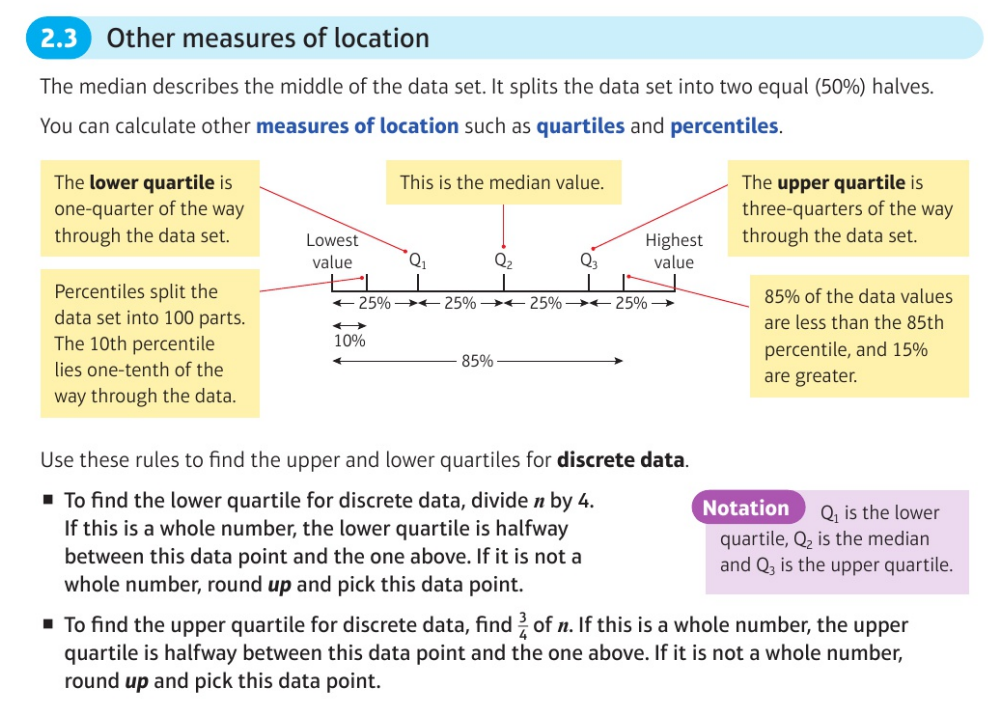 2.3 Other measures of location
The median describes the middle of the data set. It splits the data set into two equal (50%) halves.
You can calculate other measures of location such as quartiles and percentiles.
The lower quartile is
one-quarter of the way
through the data set.
This is the median value.
The upper quartile is
three-quarters of the way
through the data set.
Lowest
value
Q₁
Q₂
Q₃
Highest
value
Percentiles split the
data set into 100 parts.
The 10th percentile
lies one-tenth of the
way through the data.
25% 25% 25% 25%
10%
85%
85% of the data values
are less than the 85th
percentile, and 15%
are greater.
Use these rules to find the upper and lower quartiles for discrete data.
■ To find the lower quartile for discrete data, divide n by 4.
If this is a whole number, the lower quartile is halfway
between this data point and the one above. If it is not a
whole number, round up and pick this data point.
Notation Q₁ is the lower
quartile, Q₂ is the median
and Q₃ is the upper quartile.
■ To find the upper quartile for discrete data, find 3/4 of n. If this is a whole number, the upper
quartile is halfway between this data point and the one above. If it is not a whole number,
round up and pick this data point.